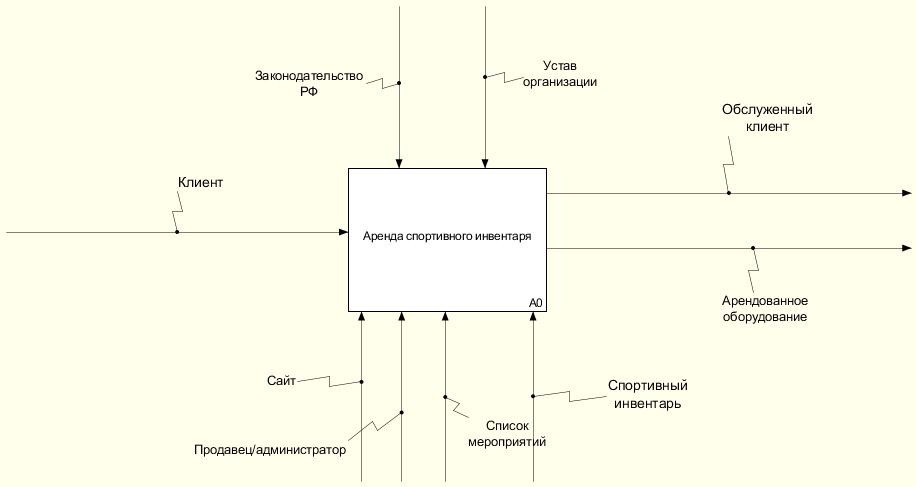 Законодательство
РФ
Устав
организации
Обслуженный
клиент
Клиент
Аренда спортивного инвентаря
A0
Арендованное
оборудование
Сайт
Спортивный
инвентарь
Список
мероприятий
Продавец/администратор